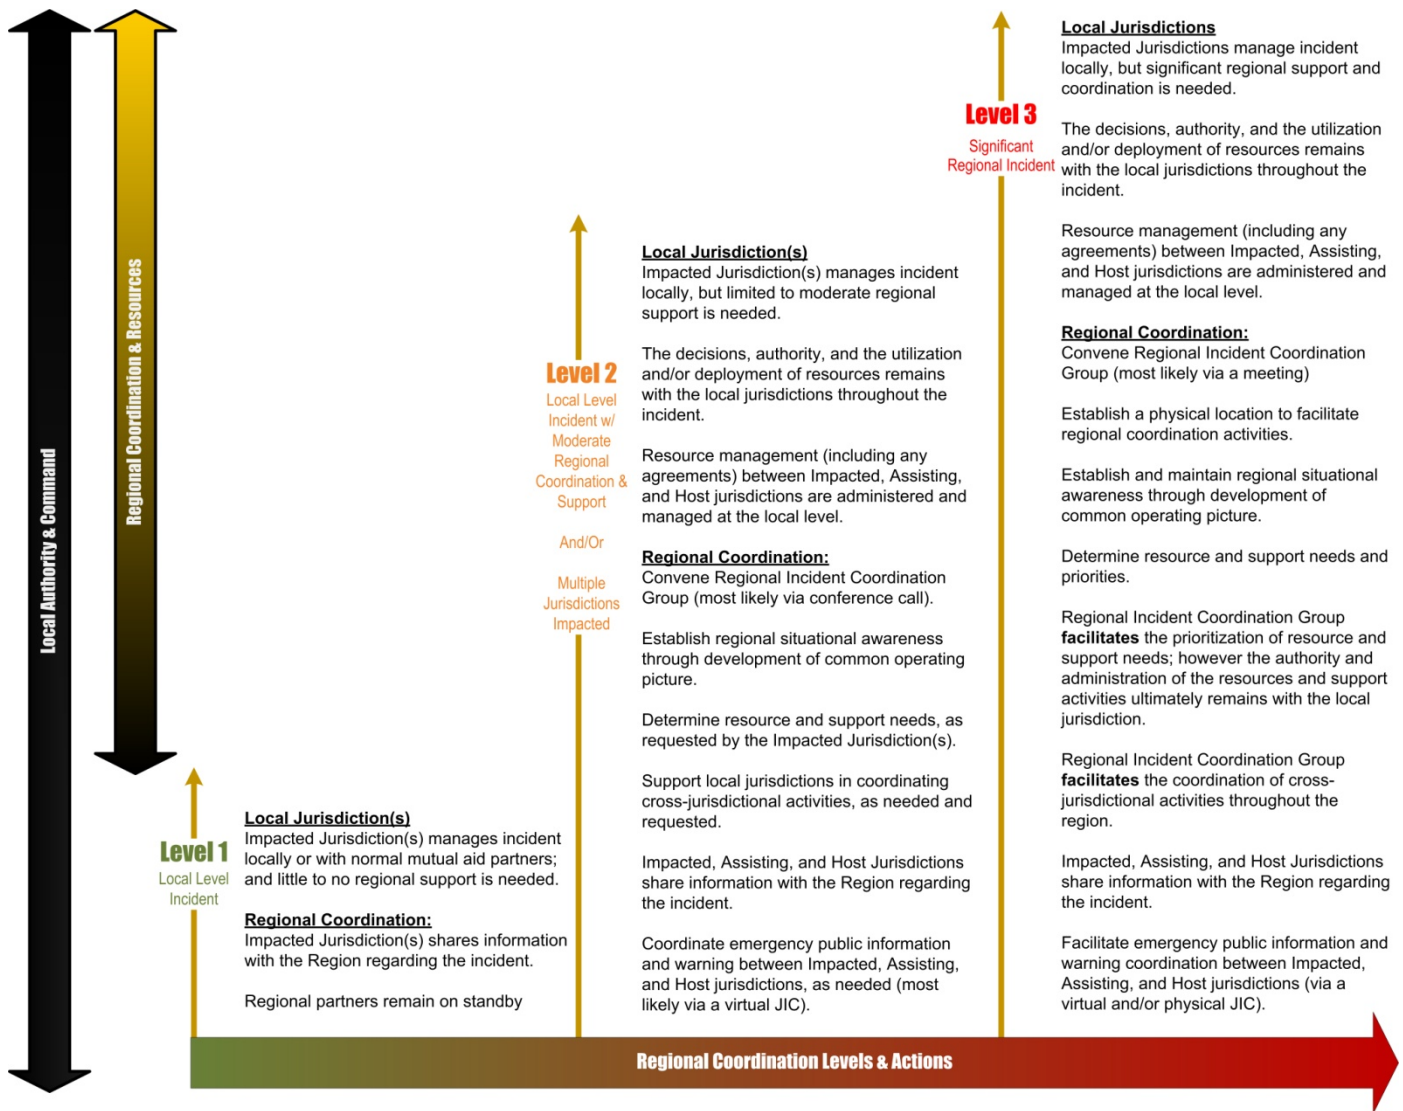 Local Authority & Command
Regional Coordination & Resources
Level 1
Local Level
Incident
Local Jurisdiction(s)
Impacted Jurisdiction(s) manages incident
locally or with normal mutual aid partners;
and little to no regional support is needed.
Regional Coordination:
Impacted Jurisdiction(s) shares information
with the Region regarding the incident.
Regional partners remain on standby
Level 2
Local Level
Incident w/
Moderate
Regional
Coordination &
Support
And/Or
Multiple
Jurisdictions
Impacted
Local Jurisdiction(s)
Impacted Jurisdiction(s) manages incident
locally, but limited to moderate regional
support is needed.
The decisions, authority, and the utilization
and/or deployment of resources remains
with the local jurisdictions throughout the
incident.
Resource management (including any
agreements) between Impacted, Assisting,
and Host jurisdictions are administered and
managed at the local level.
Regional Coordination:
Convene Regional Incident Coordination
Group (most likely via conference call).
Establish regional situational awareness
through development of common operating
picture.
Determine resource and support needs, as
requested by the Impacted Jurisdiction(s).
Support local jurisdictions in coordinating
cross-jurisdictional activities, as needed and
requested.
Impacted, Assisting, and Host Jurisdictions
share information with the Region regarding
the incident.
Coordinate emergency public information
and warning between Impacted, Assisting,
and Host jurisdictions, as needed (most
likely via a virtual JIC).
Level 3
Significant
Regional Incident
Local Jurisdictions
Impacted Jurisdictions manage incident
locally, but significant regional support and
coordination is needed.
The decisions, authority, and the utilization
and/or deployment of resources remains
with the local jurisdictions throughout the
incident.
Resource management (including any
agreements) between Impacted, Assisting,
and Host jurisdictions are administered and
managed at the local level.
Regional Coordination:
Convene Regional Incident Coordination
Group (most likely via a meeting)
Establish a physical location to facilitate
regional coordination activities.
Establish and maintain regional situational
awareness through development of
common operating picture.
Determine resource and support needs and
priorities.
Regional Incident Coordination Group
facilitates the prioritization of resource and
support needs; however the authority and
administration of the resources and support
activities ultimately remains with the local
jurisdiction.
Regional Incident Coordination Group
facilitates the coordination of cross-
jurisdictional activities throughout the
region.
Impacted, Assisting, and Host Jurisdictions
share information with the Region regarding
the incident.
Facilitate emergency public information and
warning coordination between Impacted,
Assisting, and Host jurisdictions (via a
virtual and/or physical JIC).
Regional Coordination Levels & Actions